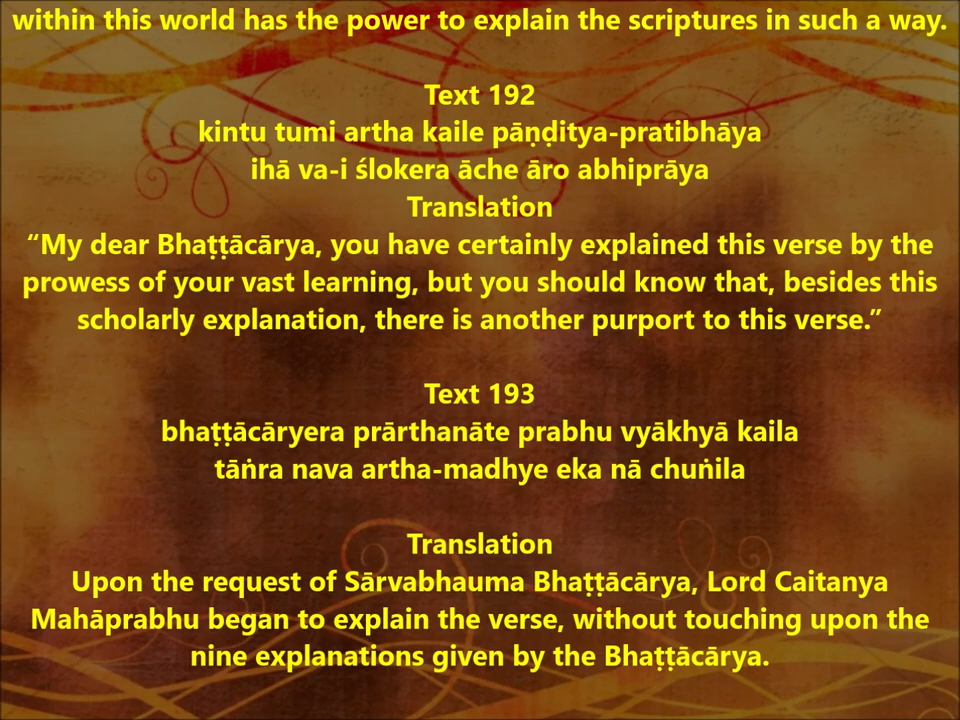 within this world has the power to explain the scriptures in such a way.
Text 192
kintu tumi artha kaile pāṇḍitya-pratibhāya
ihā va-i ślokera āche āro abhiprāya
Translation
“My dear Bhaṭṭācārya, you have certainly explained this verse by the
prowess of your vast learning, but you should know that, besides this
scholarly explanation, there is another purport to this verse.”
Text 193
bhaṭṭācāryera prārthanāte prabhu vyākhyā kaila
tāṅra nava artha-madhye eka nā chuṅila
Translation
Upon the request of Sārvabhauma Bhaṭṭācārya, Lord Caitanya
Mahāprabhu began to explain the verse, without touching upon the
nine explanations given by the Bhaṭṭācārya.